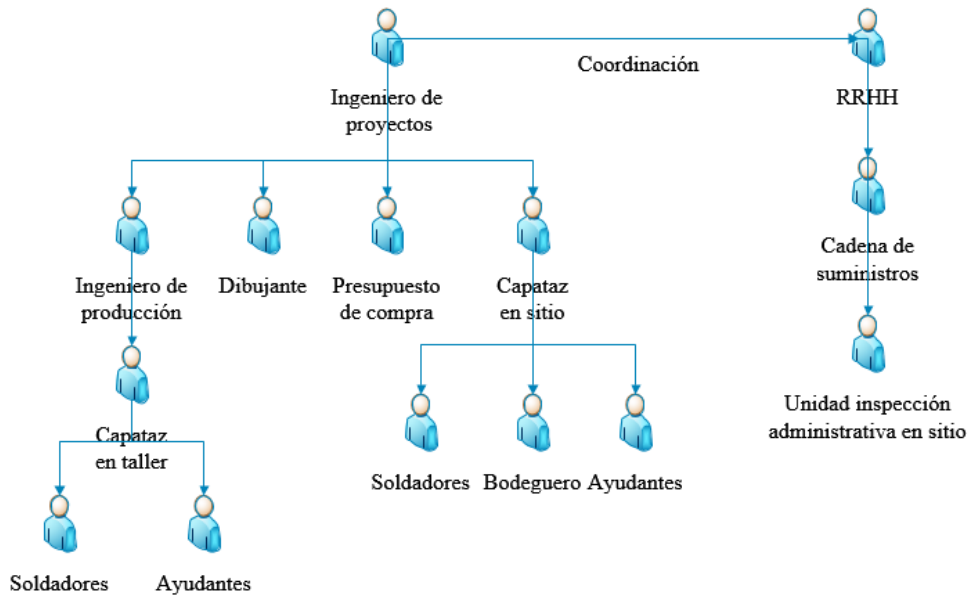 Coordinación
Ingeniero de
proyectos
RRHH
Ingeniero de
producción
Dibujante
Presupuesto
de compra
Capataz
en sitio
Cadena de
suministros
Capataz
en taller
Unidad inspección
administrativa en sitio
Soldadores
Bodeguero
Ayudantes
Soldadores
Ayudantes